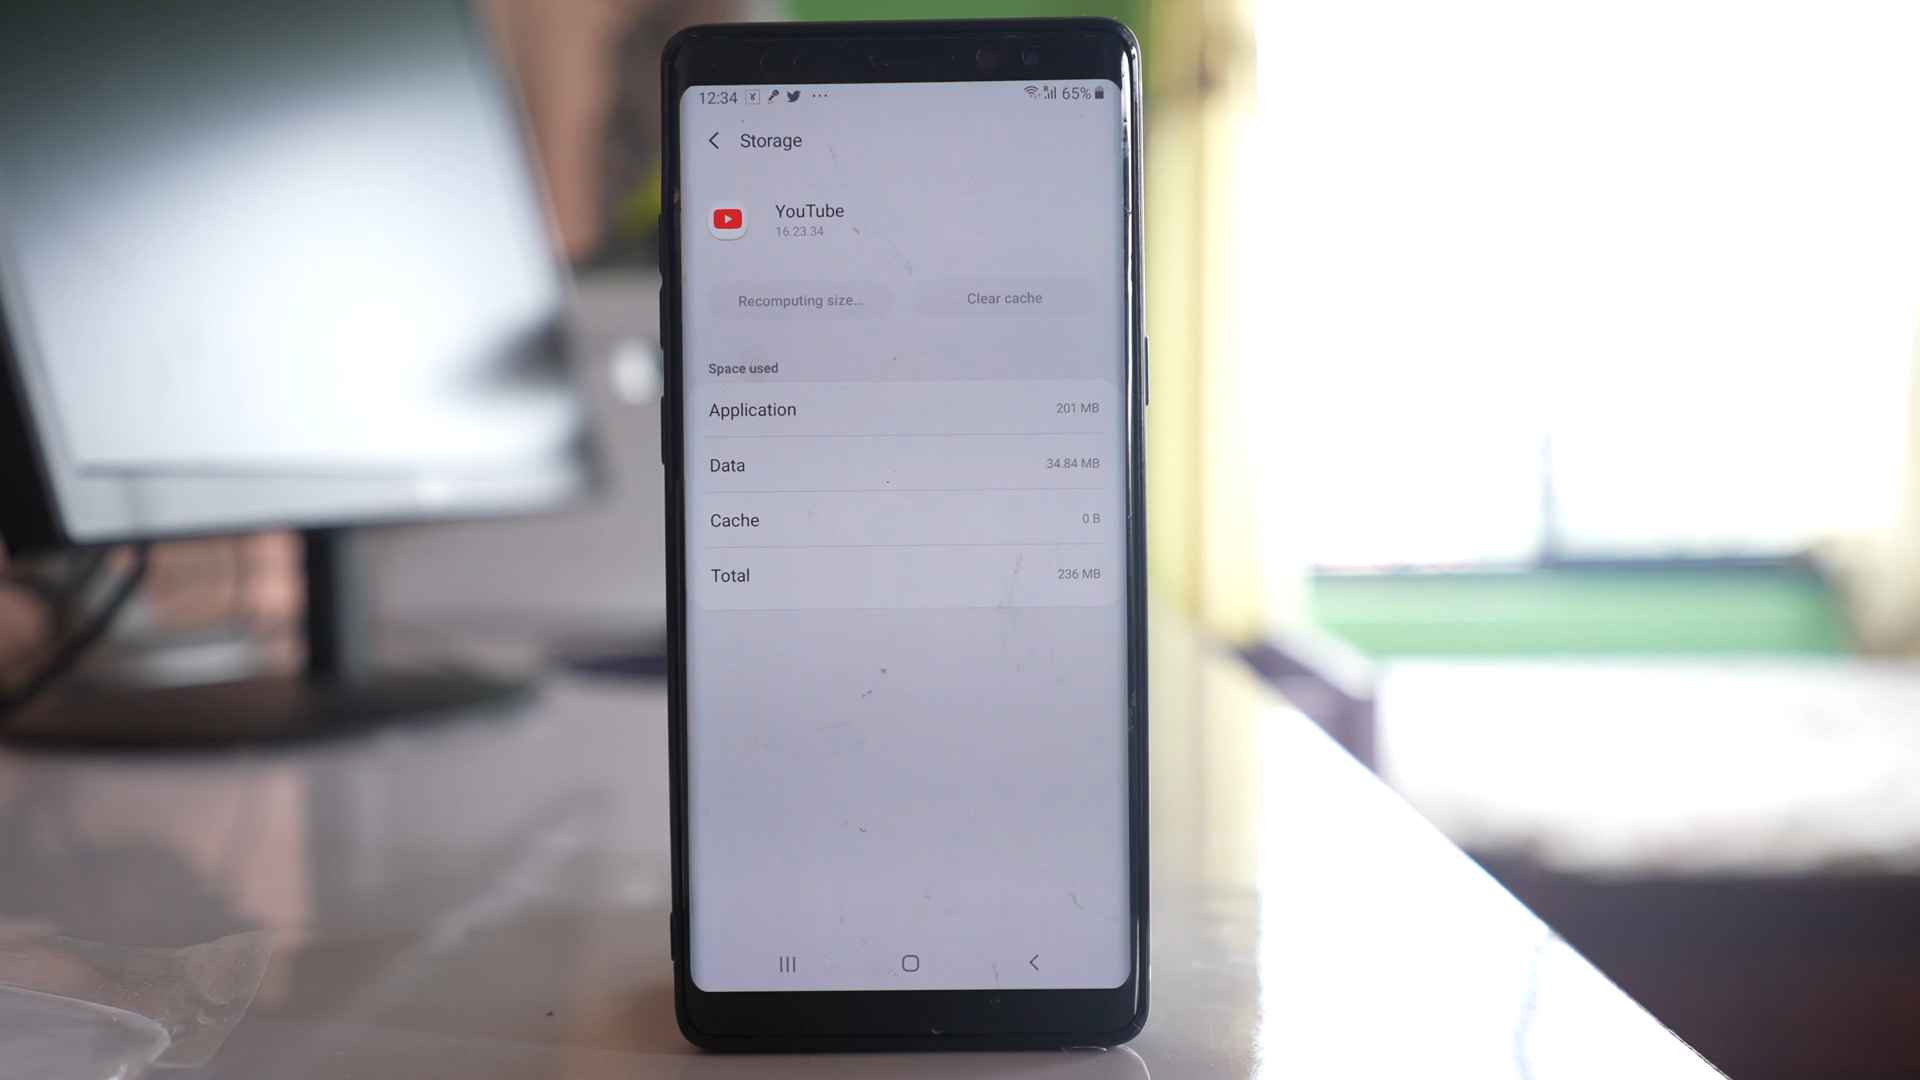 12:34 65%
Storage
YouTube
16.23.34
Recomputing size... Clear cache
Space used
Application 201 MB
Data 34.84 MB
Cache 0 B
Total 236 MB